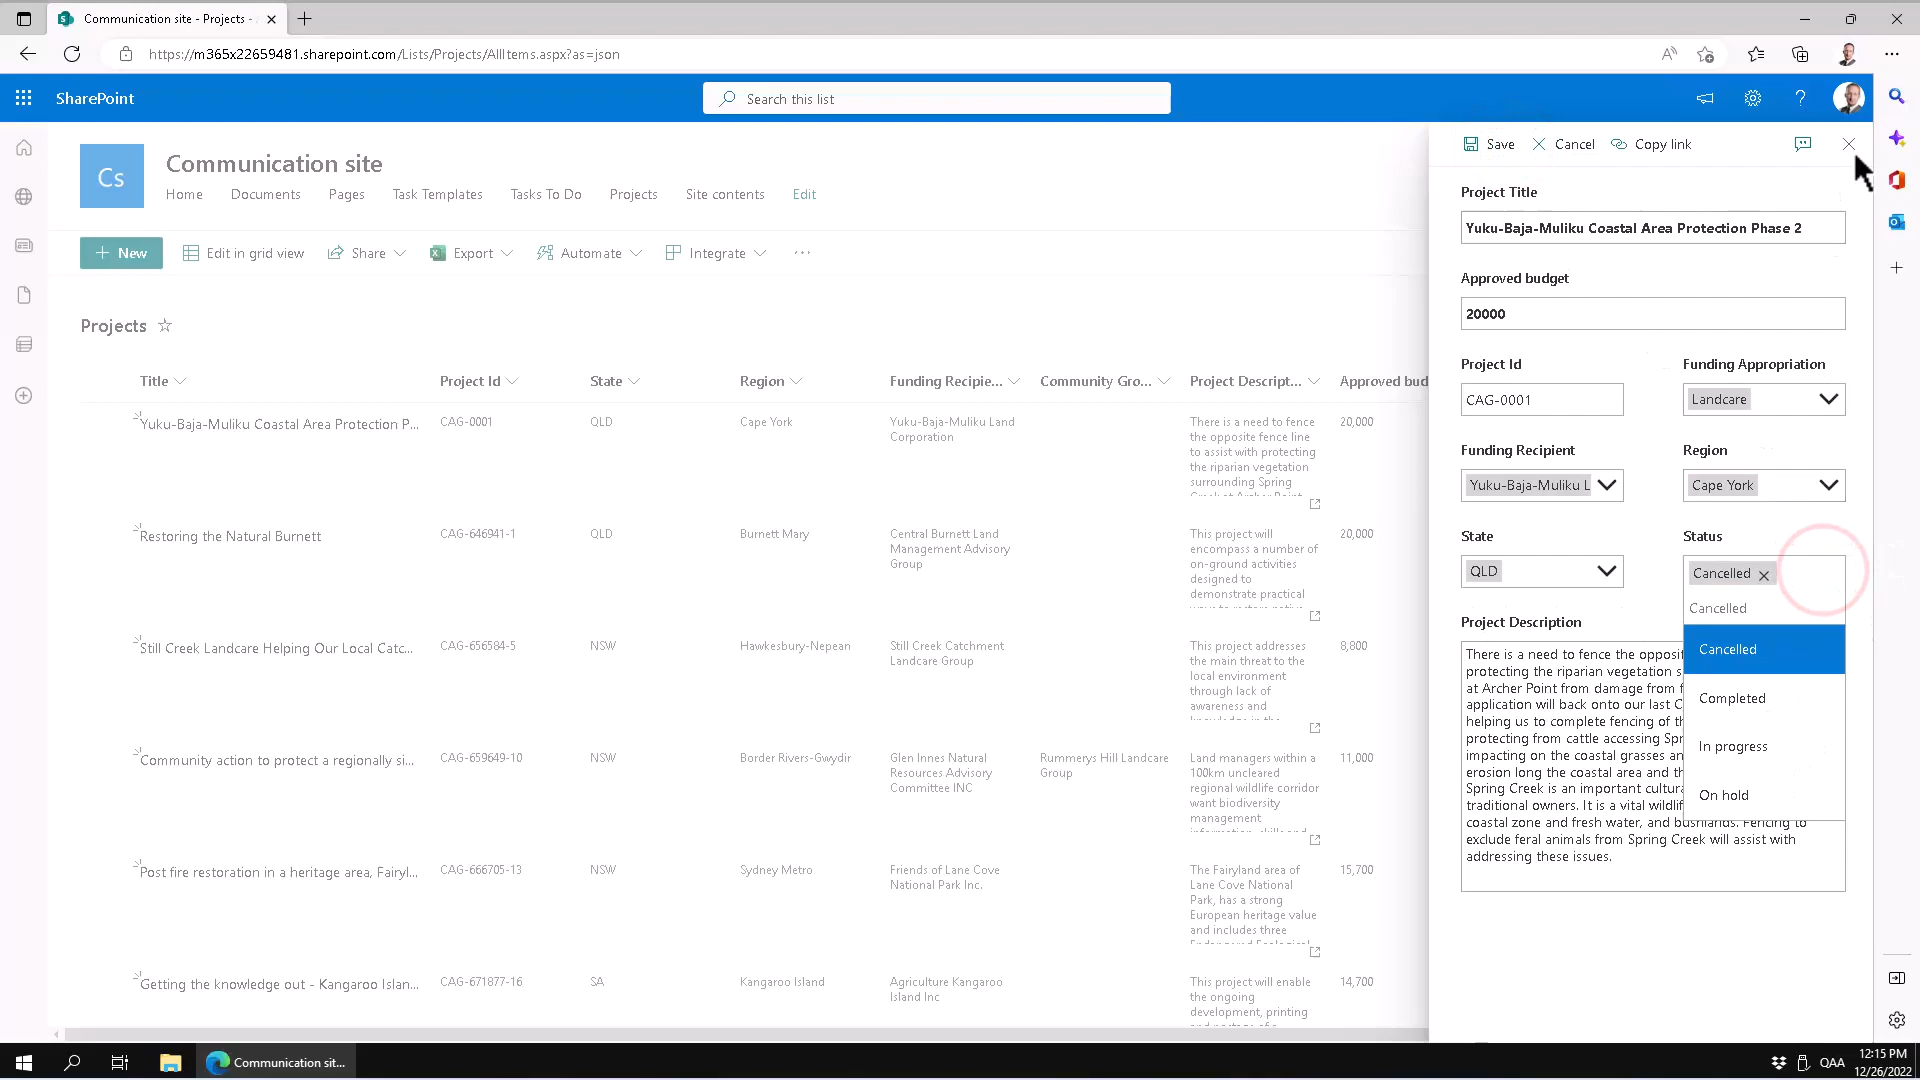 Communication site - Projects -
https://m365x22659481.sharepoint.com/Lists/Projects/AllItems.aspx?as=json
SharePoint
Search this list
Cs
Communication site
Home Documents Pages Task Templates Tasks To Do Projects Site contents Edit
New Edit in grid view Share Export Automate Integrate ...
Projects
Title Project Id State Region Funding Recipie... Community Gro... Project Descript... Approved bud
Yuku-Baja-Muliku Coastal Area Protection P... CAG-0001 QLD Cape York
Yuku-Baja-Muliku Land
Corporation
There is a need to fence
the opposite fence line
to assist with protecting
the riparian vegetation
surrounding Spring
20,000
Restoring the Natural Burnett CAG-646941-1 QLD Burnett Mary
Central Burnett Land
Management Advisory
Group
This project will
encompass a number of
on-ground activities
designed to
demonstrate practical
20,000
Still Creek Landcare Helping Our Local Catc... CAG-656584-5 NSW Hawkesbury-Nepean
Still Creek Catchment
Landcare Group
This project addresses
the main threat to the
local environment
through lack of
awareness and
8,800
Community action to protect a regionally si... CAG-659649-10 NSW Border Rivers-Gwydir
Glen Innes Natural
Resources Advisory
Committee INC
Rummerys Hill Landcare
Group
Land managers within a
100km uncleared
regional wildlife corridor
want biodiversity
management
11,000
Post fire restoration in a heritage area, Fairyl... CAG-666705-13 NSW Sydney Metro
Friends of Lane Cove
National Park Inc.
The Fairyland area of
Lane Cove National
Park, has a strong
European heritage value
and includes three
15,700
Getting the knowledge out - Kangaroo Islan... CAG-671877-16 SA Kangaroo Island
Agriculture Kangaroo
Island Inc
This project will enable
the ongoing
development, printing
14,700
Save Cancel Copy link
Project Title
Yuku-Baja-Muliku Coastal Area Protection Phase 2
Approved budget
20000
Project Id Funding Appropriation
CAG-0001 Landcare
Funding Recipient Region
Yuku-Baja-Muliku L Cape York
State Status
QLD Cancelled
Cancelled
Cancelled
Completed
In progress
On hold
Project Description
There is a need to fence the opposit
protecting the riparian vegetation s
at Archer Point from damage from f
application will back onto our last C
helping us to complete fencing of th
protecting from cattle accessing Spr
impacting on the coastal grasses an
erosion long the coastal area and th
Spring Creek is an important cultura
traditional owners. It is a vital wildlif
coastal zone and fresh water, and bushlands. Fencing to
exclude feral animals from Spring Creek will assist with
addressing these issues.
Communication sit...
QAA
12:15 PM
12/26/2022